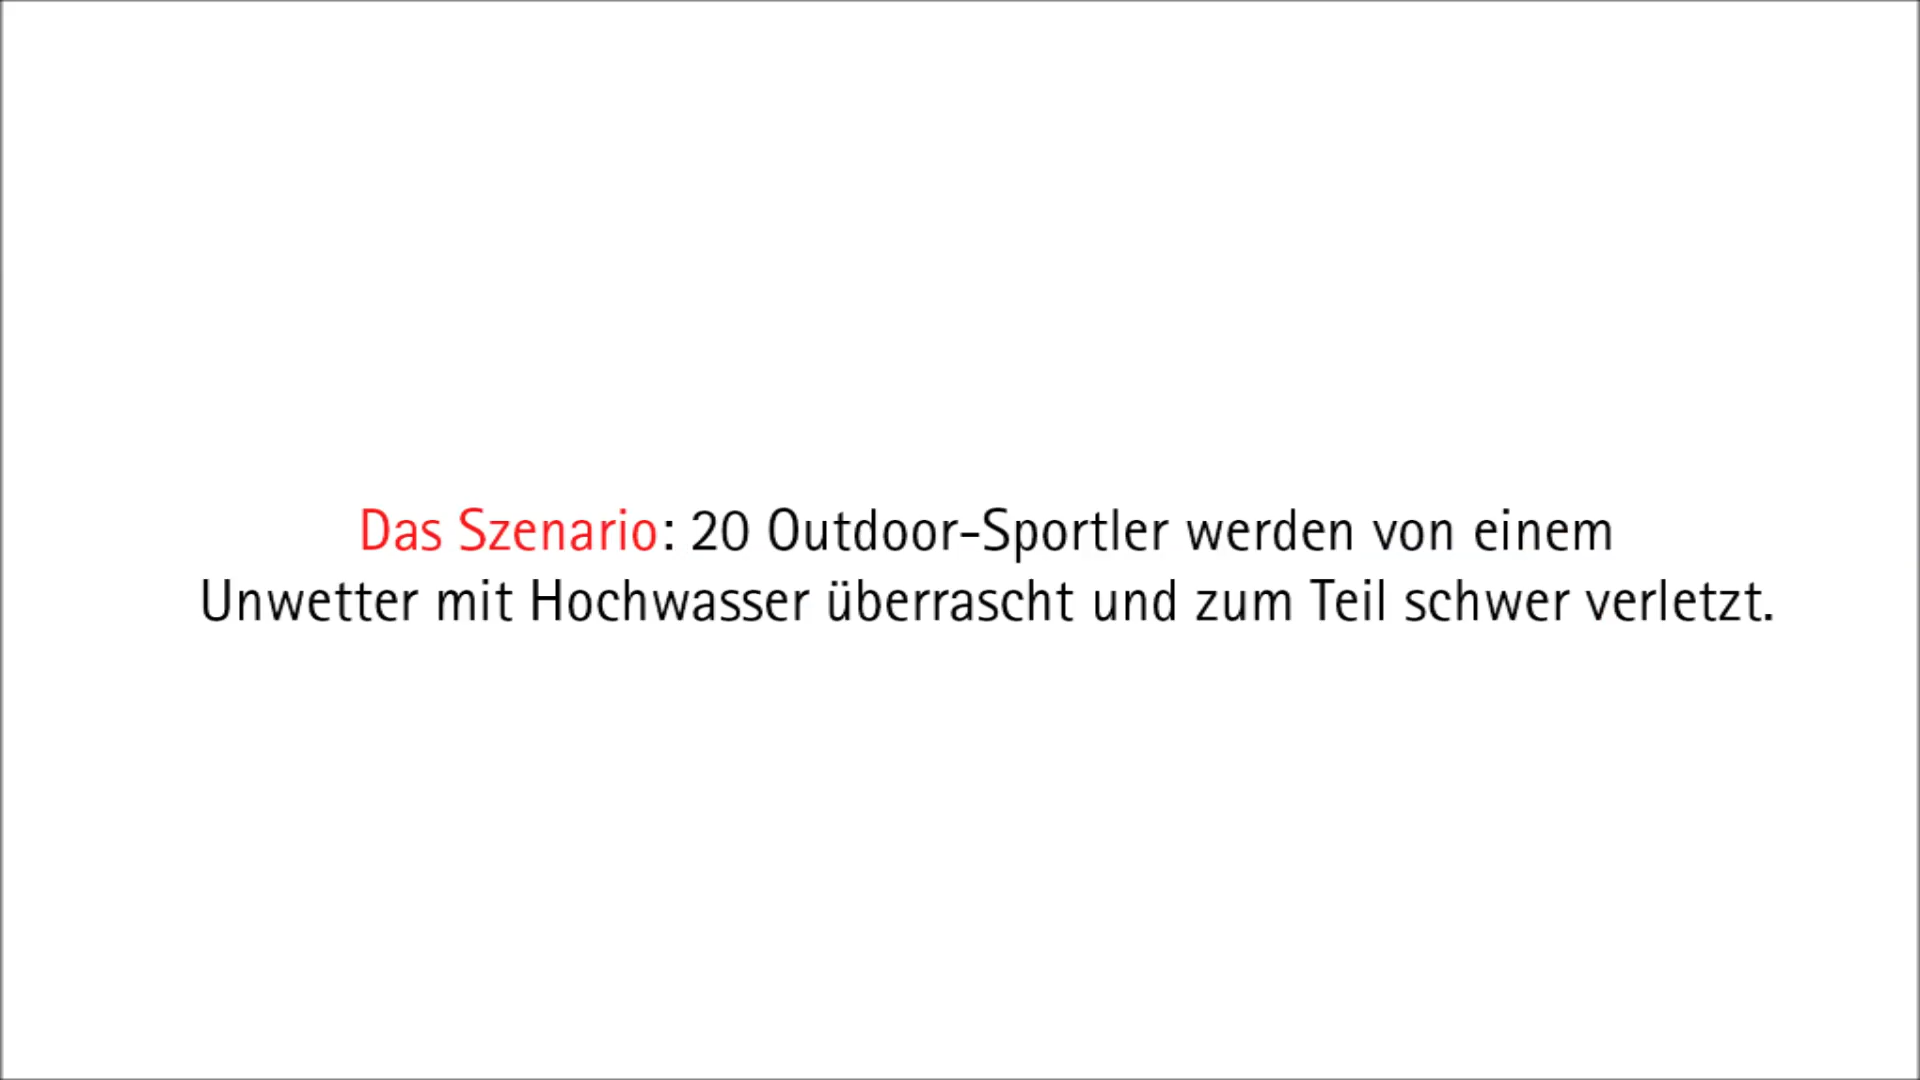 Das Szenario: 20 Outdoor-Sportler werden von einem
Unwetter mit Hochwasser überrascht und zum Teil schwer verletzt.